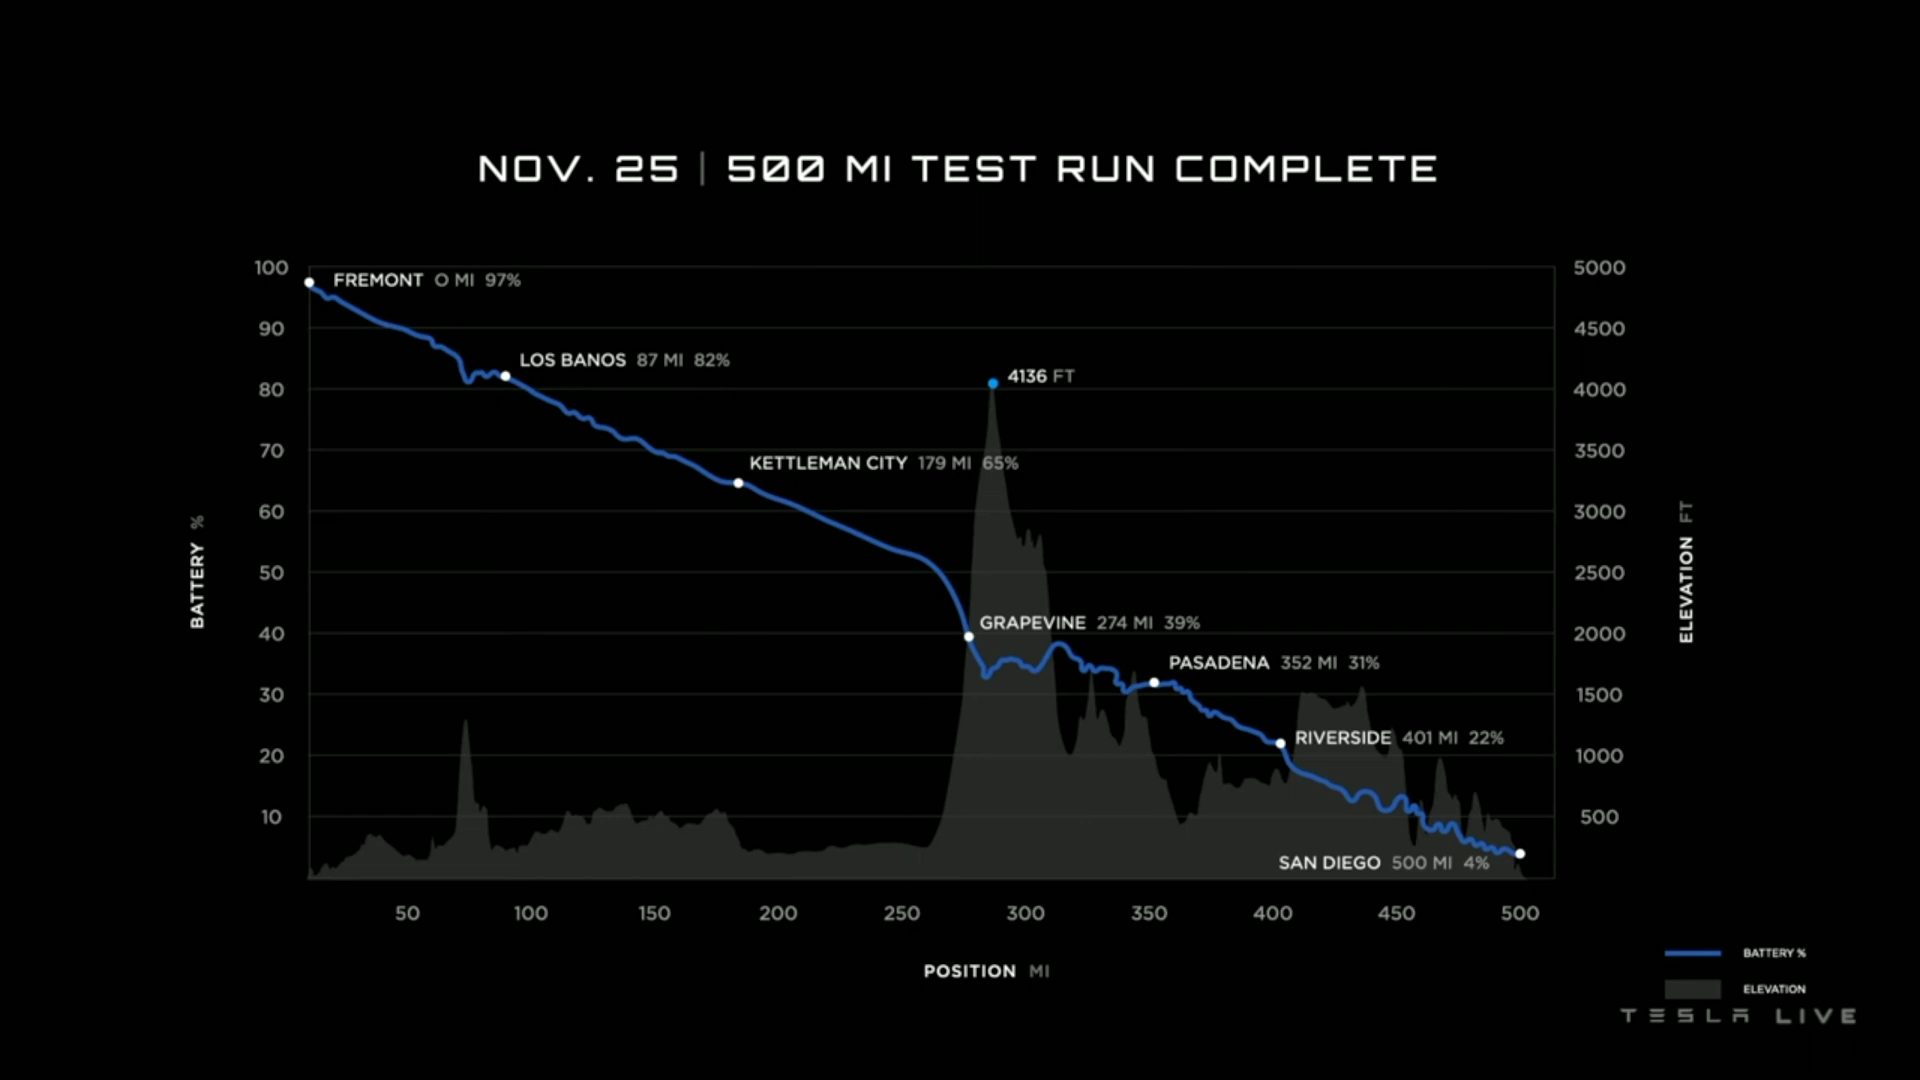 NOV. 25 | 500 MI TEST RUN COMPLETE
100
90
80
70
60
50
40
30
20
10
BATTERY %
5000
4500
4000
3500
3000
2500
2000
1500
1000
500
ELEVATION FT
FREMONT 0 MI 97%
LOS BANOS 87 MI 82%
4136 FT
KETTLEMAN CITY 179 MI 65%
GRAPEVINE 274 MI 39%
PASADENA 352 MI 31%
RIVERSIDE 401 MI 22%
SAN DIEGO 500 MI 4%
50 100 150 200 250 300 350 400 450 500
POSITION MI
BATTERY %
ELEVATION
TESLA LIVE